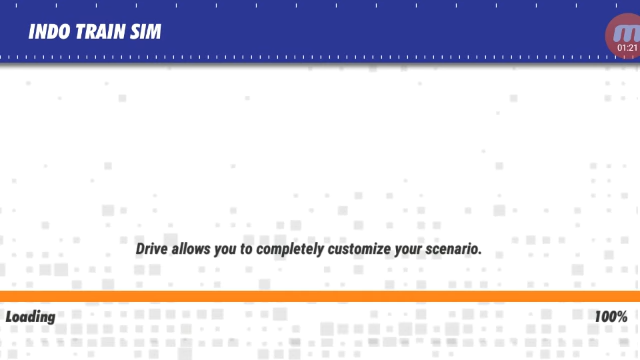 INDO TRAIN SIM
01:21
Drive allows you to completely customize your scenario.
Loading
100%